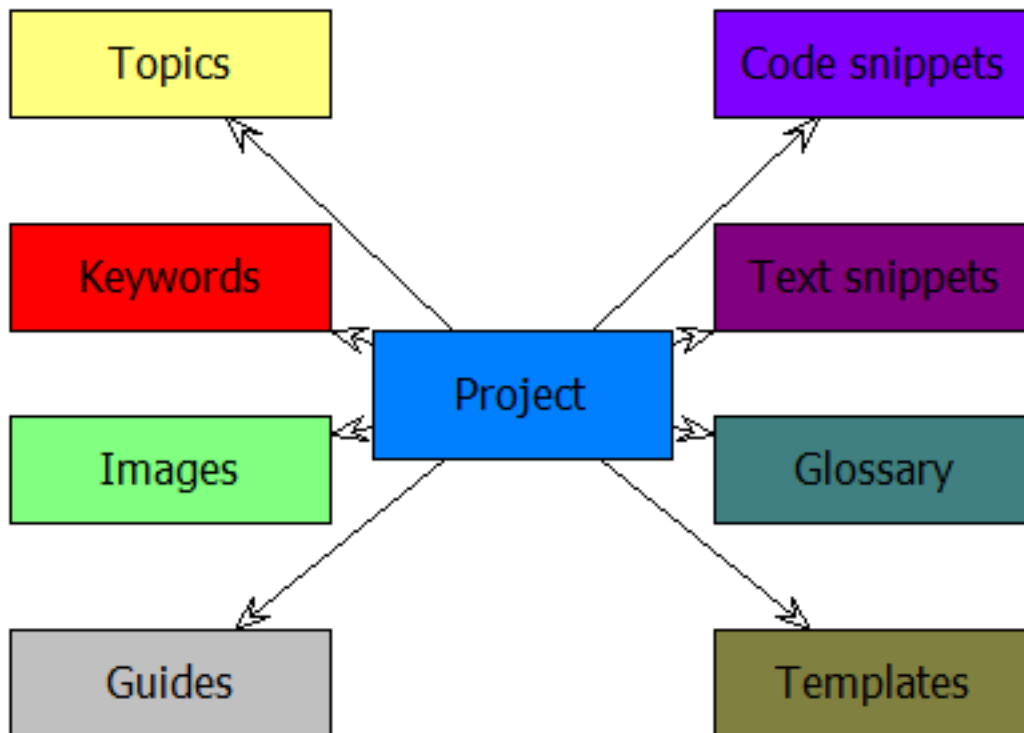 Topics
Code snippets
Keywords
Text snippets
Project
Images
Glossary
Guides
Templates